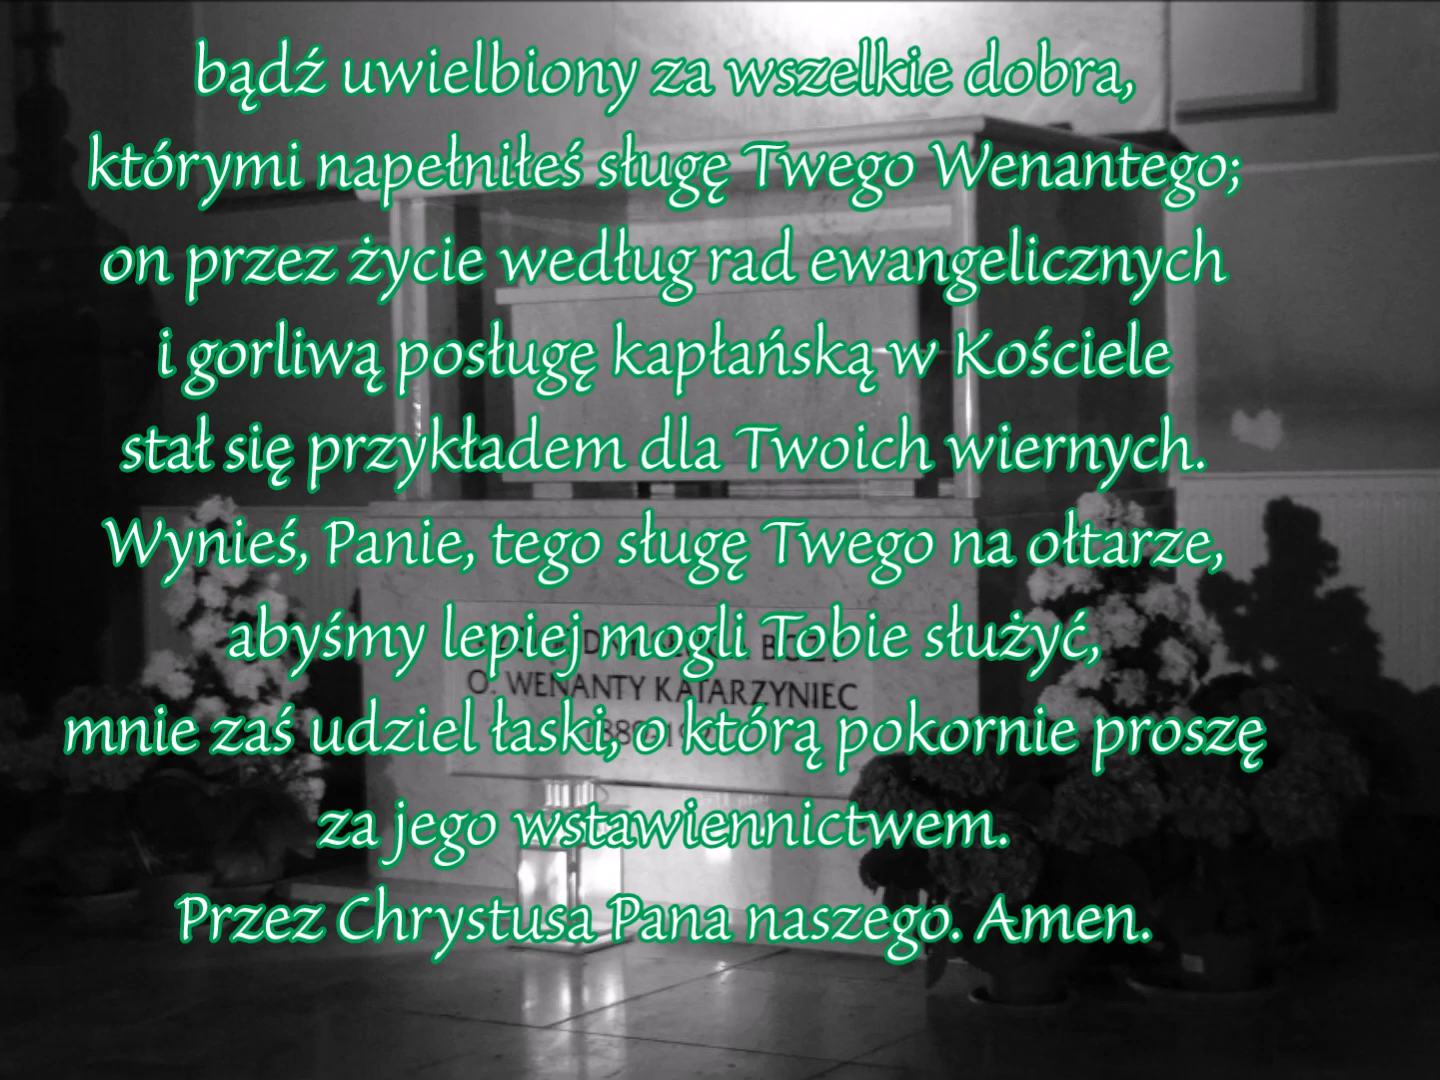 bądź uwielbiony za wszelkie dobra,
którymi napełniłeś sługę Twego Wenantego;
on przez życie według rad ewangelicznych
i gorliwą posługę kapłańską w Kościele
stał się przykładem dla Twoich wiernych.
Wynieś, Panie, tego sługę Twego na ołtarze,
abyśmy lepiej mogli Tobie służyć,
O. WENANTY KATARZYNIEC
mnie zaś udziel łaski, o którą pokornie proszę
za jego wstawiennictwem.
Przez Chrystusa Pana naszego. Amen.